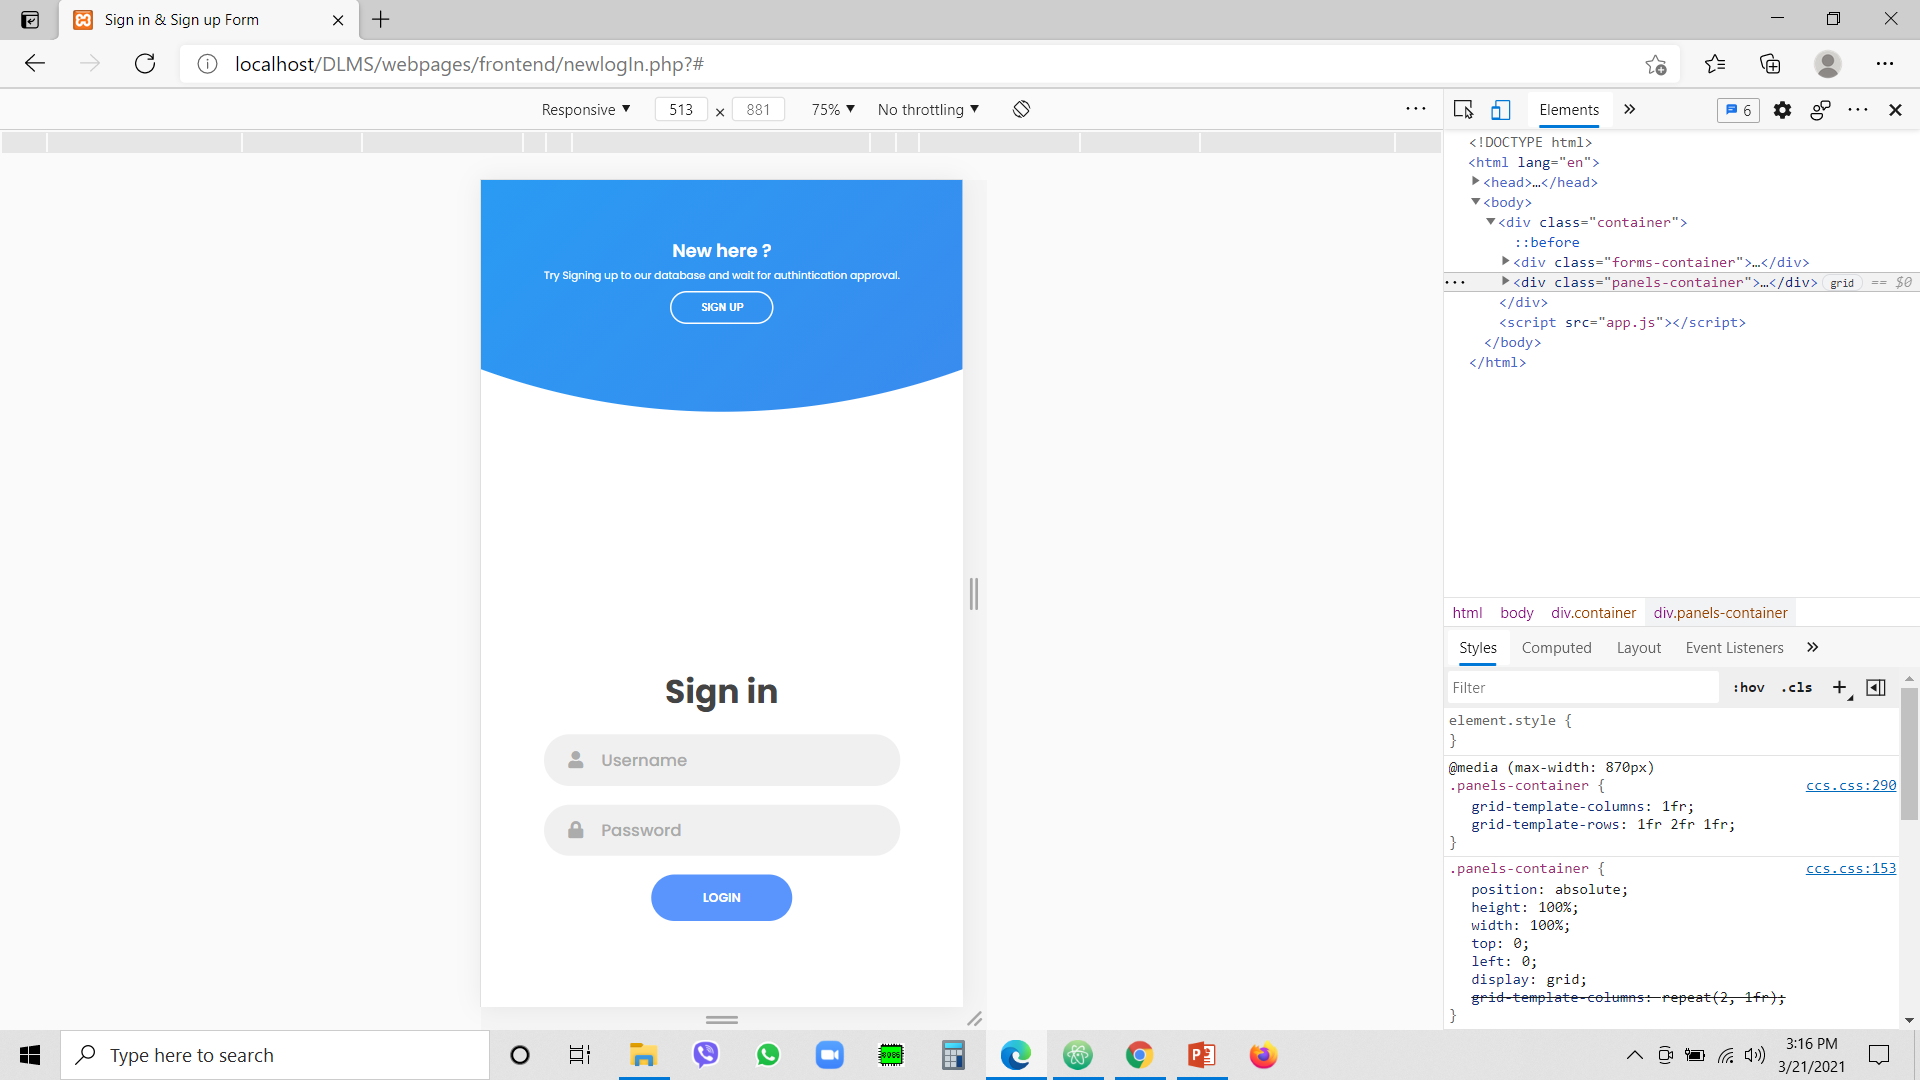 Sign in & Sign up Form
localhost/DLMS/webpages/frontend/newlogIn.php?#
Responsive 513 × 881 75% No throttling
Elements 6
<!DOCTYPE html>
<html lang="en">
<head>…</head>
<body>
<div class="container">
::before
<div class="forms-container">…</div>
<div class="panels-container">…</div> grid == $0
</div>
<script src="app.js"></script>
</body>
</html>
New here ?
Try Signing up to our database and wait for authintication approval.
SIGN UP
Sign in
Username
Password
LOGIN
html body div.container div.panels-container
Styles Computed Layout Event Listeners
Filter :hov .cls
element.style {
}
@media (max-width: 870px)
.panels-container { ccs.css:290
grid-template-columns: 1fr;
grid-template-rows: 1fr 2fr 1fr;
}
.panels-container { ccs.css:153
position: absolute;
height: 100%;
width: 100%;
top: 0;
left: 0;
display: grid;
grid-template-columns: repeat(2, 1fr);
}
Type here to search
8086
3:16 PM
3/21/2021